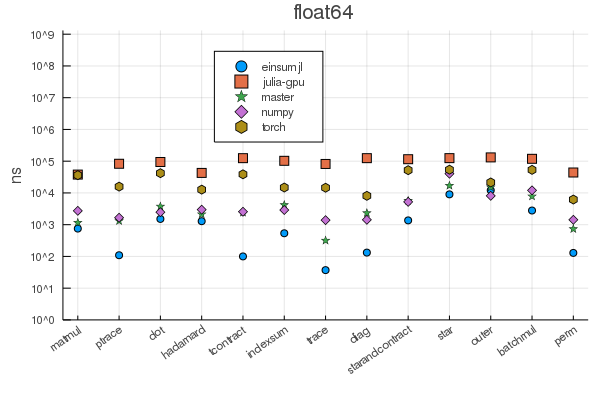 float64
10^9
10^8
10^7
10^6
10^5
10^4
10^3
10^2
10^1
10^0
ns
einsum.jl
julia-gpu
master
numpy
torch
matmul
ptrace
dot
hadamard
tcontract
indexsum
trace
diag
starandcontract
star
outer
batchmul
perm